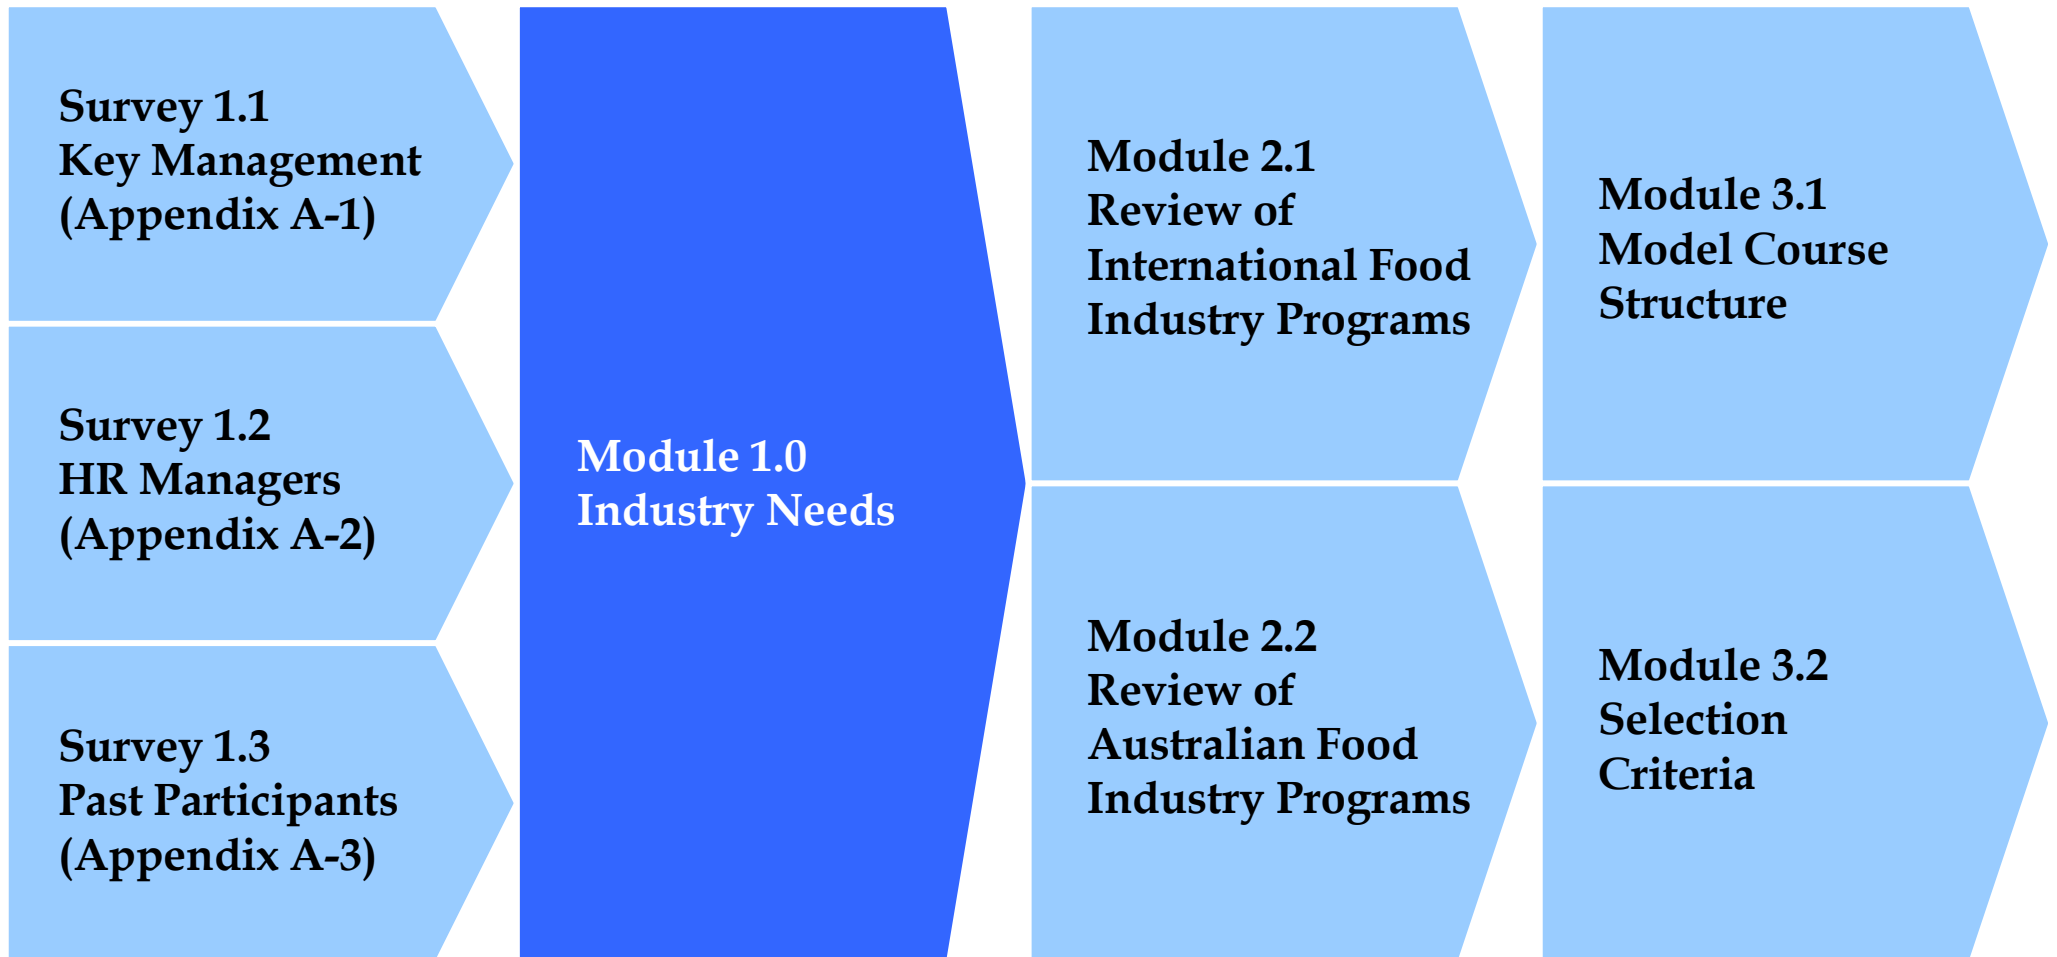 Survey 1.1
Key Management
(Appendix A-1)
Survey 1.2
HR Managers
(Appendix A-2)
Survey 1.3
Past Participants
(Appendix A-3)
Module 1.0
Industry Needs
Module 2.1
Review of
International Food
Industry Programs
Module 2.2
Review of
Australian Food
Industry Programs
Module 3.1
Model Course
Structure
Module 3.2
Selection
Criteria